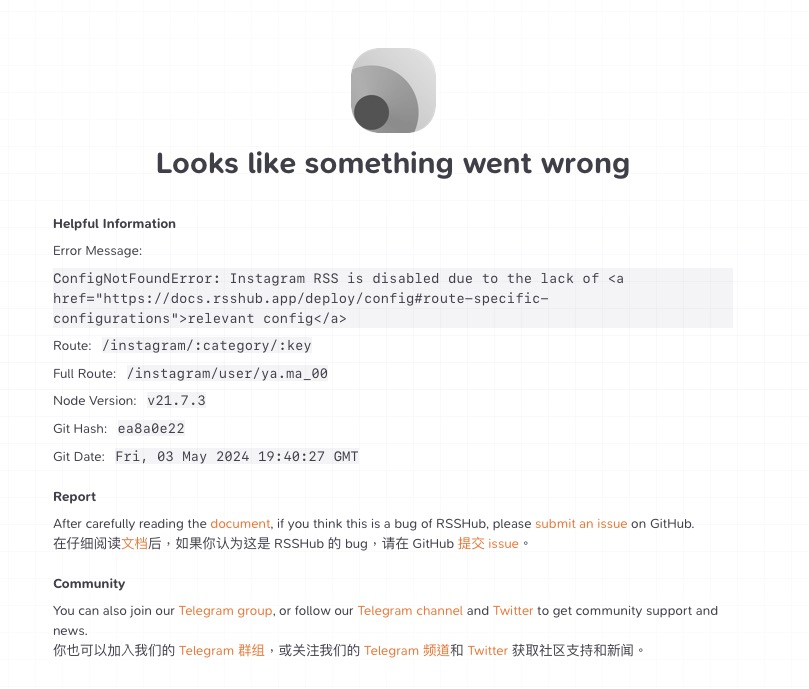 Looks like something went wrong
Helpful Information
Error Message:
ConfigNotFoundError: Instagram RSS is disabled due to the lack of <a
href="https://docs.rsshub.app/deploy/config#route-specific-
configurations">relevant config</a>
Route: /instagram/:category/:key
Full Route: /instagram/user/ya.ma_00
Node Version: v21.7.3
Git Hash: ea8a0e22
Git Date: Fri, 03 May 2024 19:40:27 GMT
Report
After carefully reading the document, if you think this is a bug of RSSHub, please submit an issue on GitHub.
在仔细阅读文档后，如果你认为这是 RSSHub 的 bug，请在 GitHub 提交 issue。
Community
You can also join our Telegram group, or follow our Telegram channel and Twitter to get community support and
news.
你也可以加入我们的 Telegram 群组，或关注我们的 Telegram 频道和 Twitter 获取社区支持和新闻。